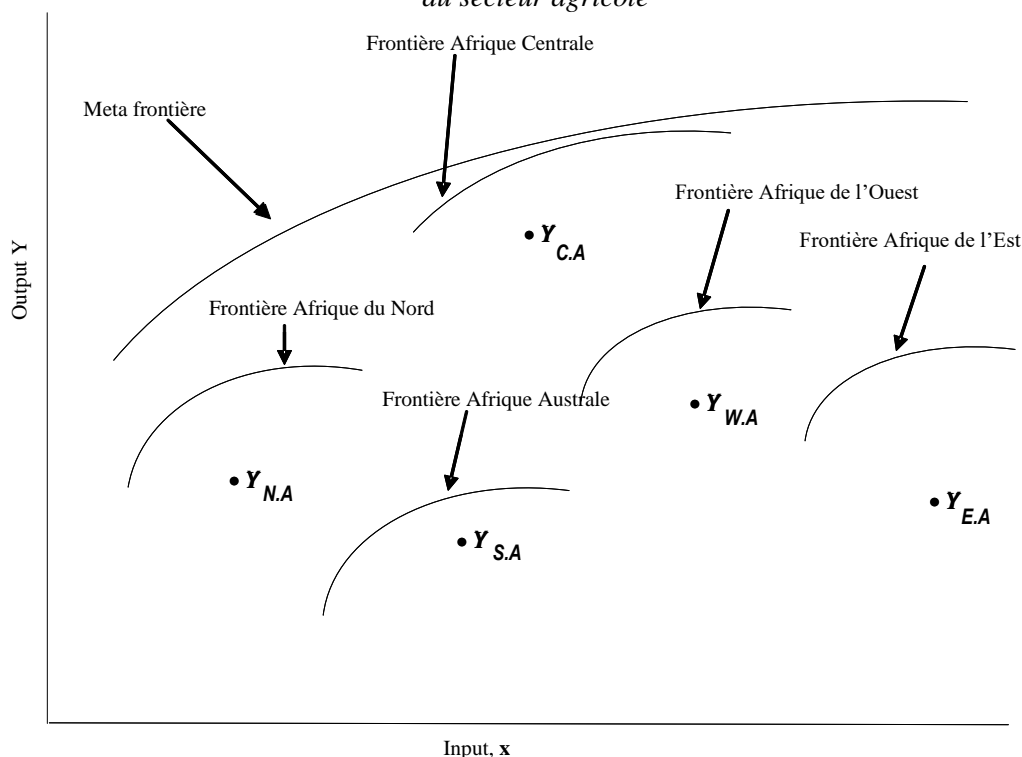 du secteur agricole
Frontière Afrique Centrale
Meta frontière
Frontière Afrique de l’Ouest
Y C.A
Frontière Afrique de l’Est
Output Y
Frontière Afrique du Nord
Frontière Afrique Australe
Y W.A
Y N.A
Y E.A
Y S.A
Input, x